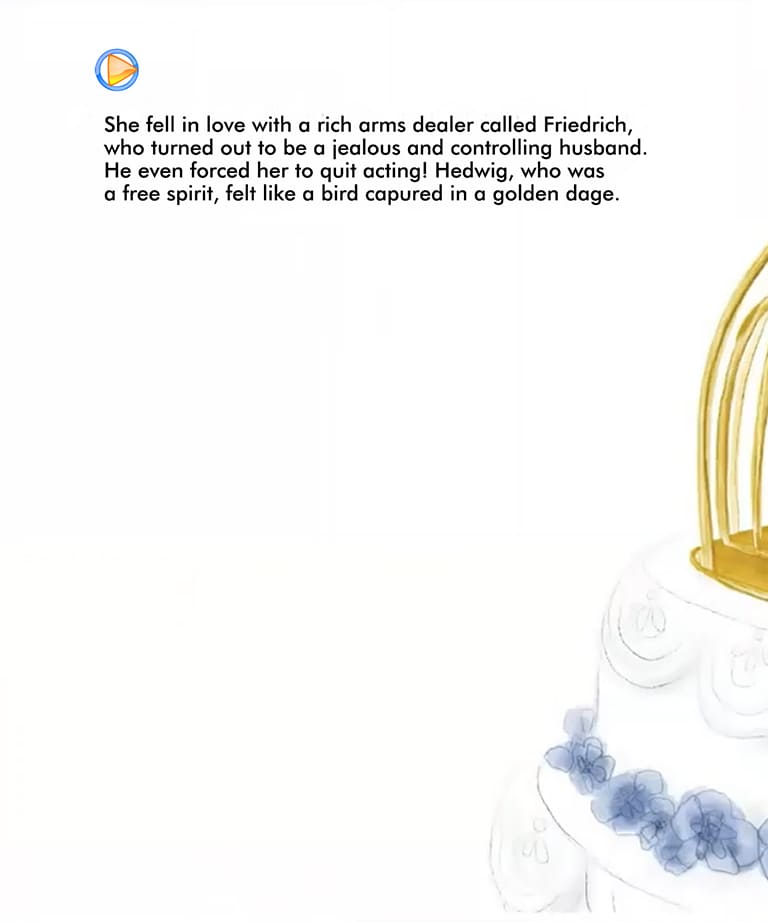 She fell in love with a rich arms dealer called Friedrich,
who turned out to be a jealous and controlling husband.
He even forced her to quit acting! Hedwig, who was
a free spirit, felt like a bird capured in a golden dage.